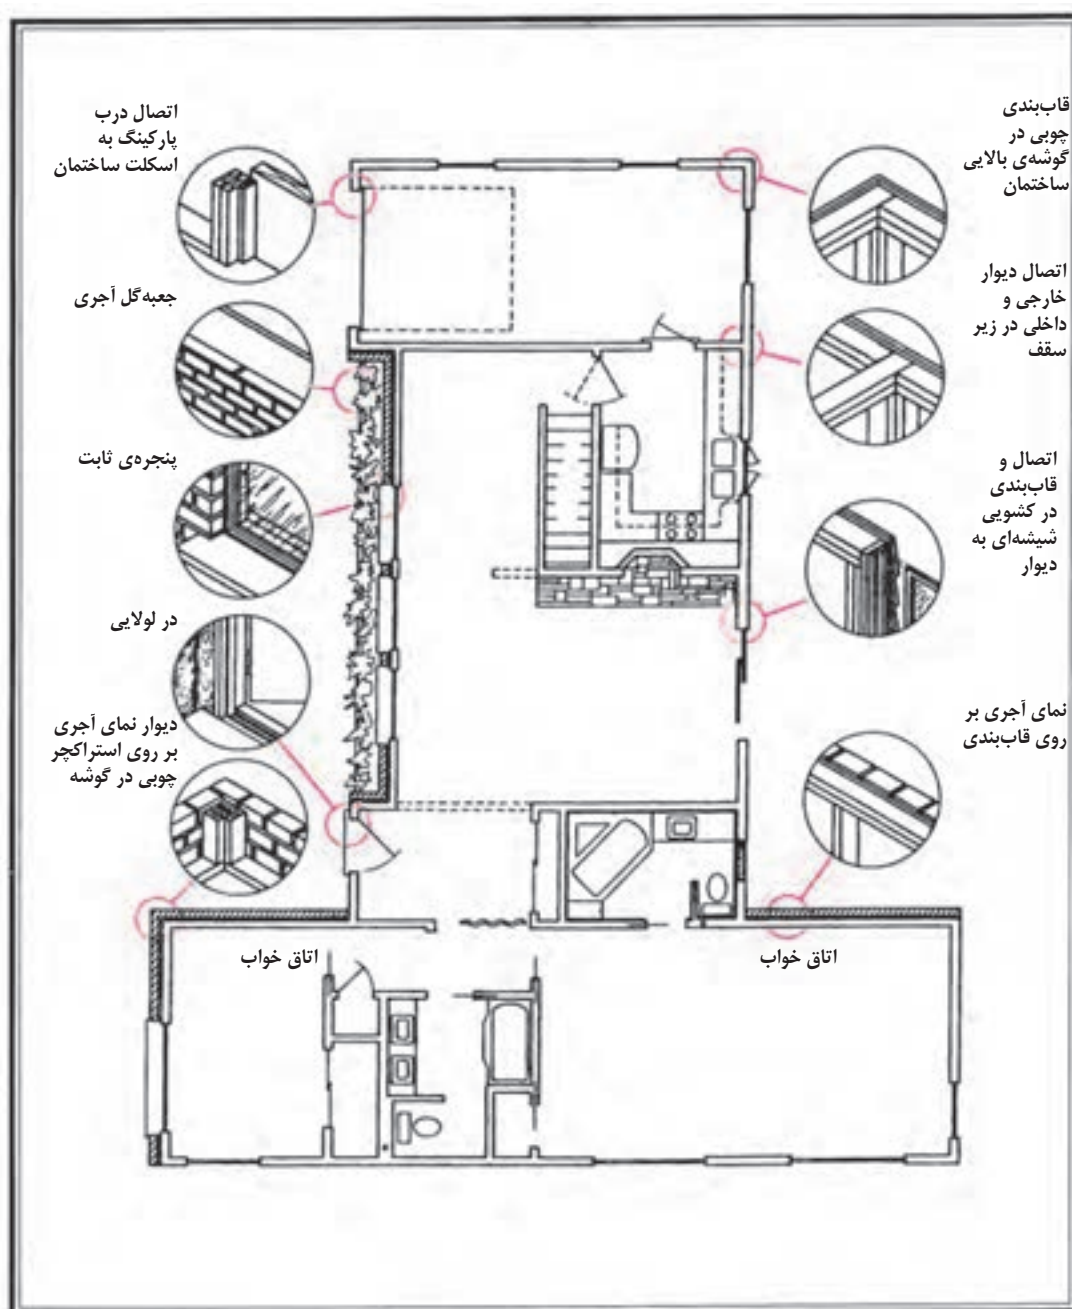 قاب‌بندی
چوبی در
گوشه‌ی بالایی
ساختمان
اتصال دیوار
خارجی و
داخلی در زیر
سقف
اتصال و
قاب‌بندی
در کشویی
شیشه‌ای به
دیوار
نمای آجری بر
روی قاب‌بندی
اتصال درب
پارکینگ به
اسکلت ساختمان
جعبه‌گل آجری
پنجره‌ی ثابت
در لولایی
دیوار نمای آجری
بر روی استراکچر
چوبی در گوشه
اتاق خواب
اتاق خواب